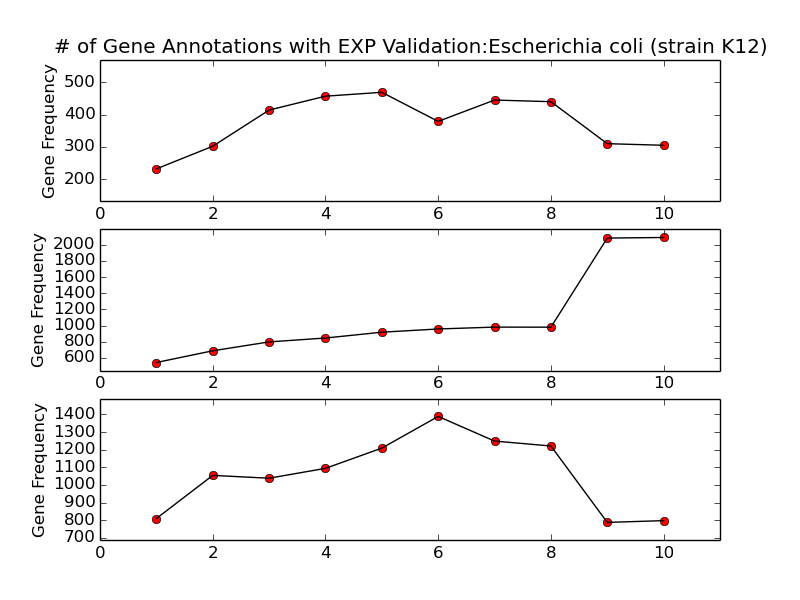 # of Gene Annotations with EXP Validation:Escherichia coli (strain K12)
Gene Frequency
500
400
300
200
0 2 4 6 8 10
Gene Frequency
2000
1800
1600
1400
1200
1000
800
600
0 2 4 6 8 10
Gene Frequency
1400
1300
1200
1100
1000
900
800
700
0 2 4 6 8 10